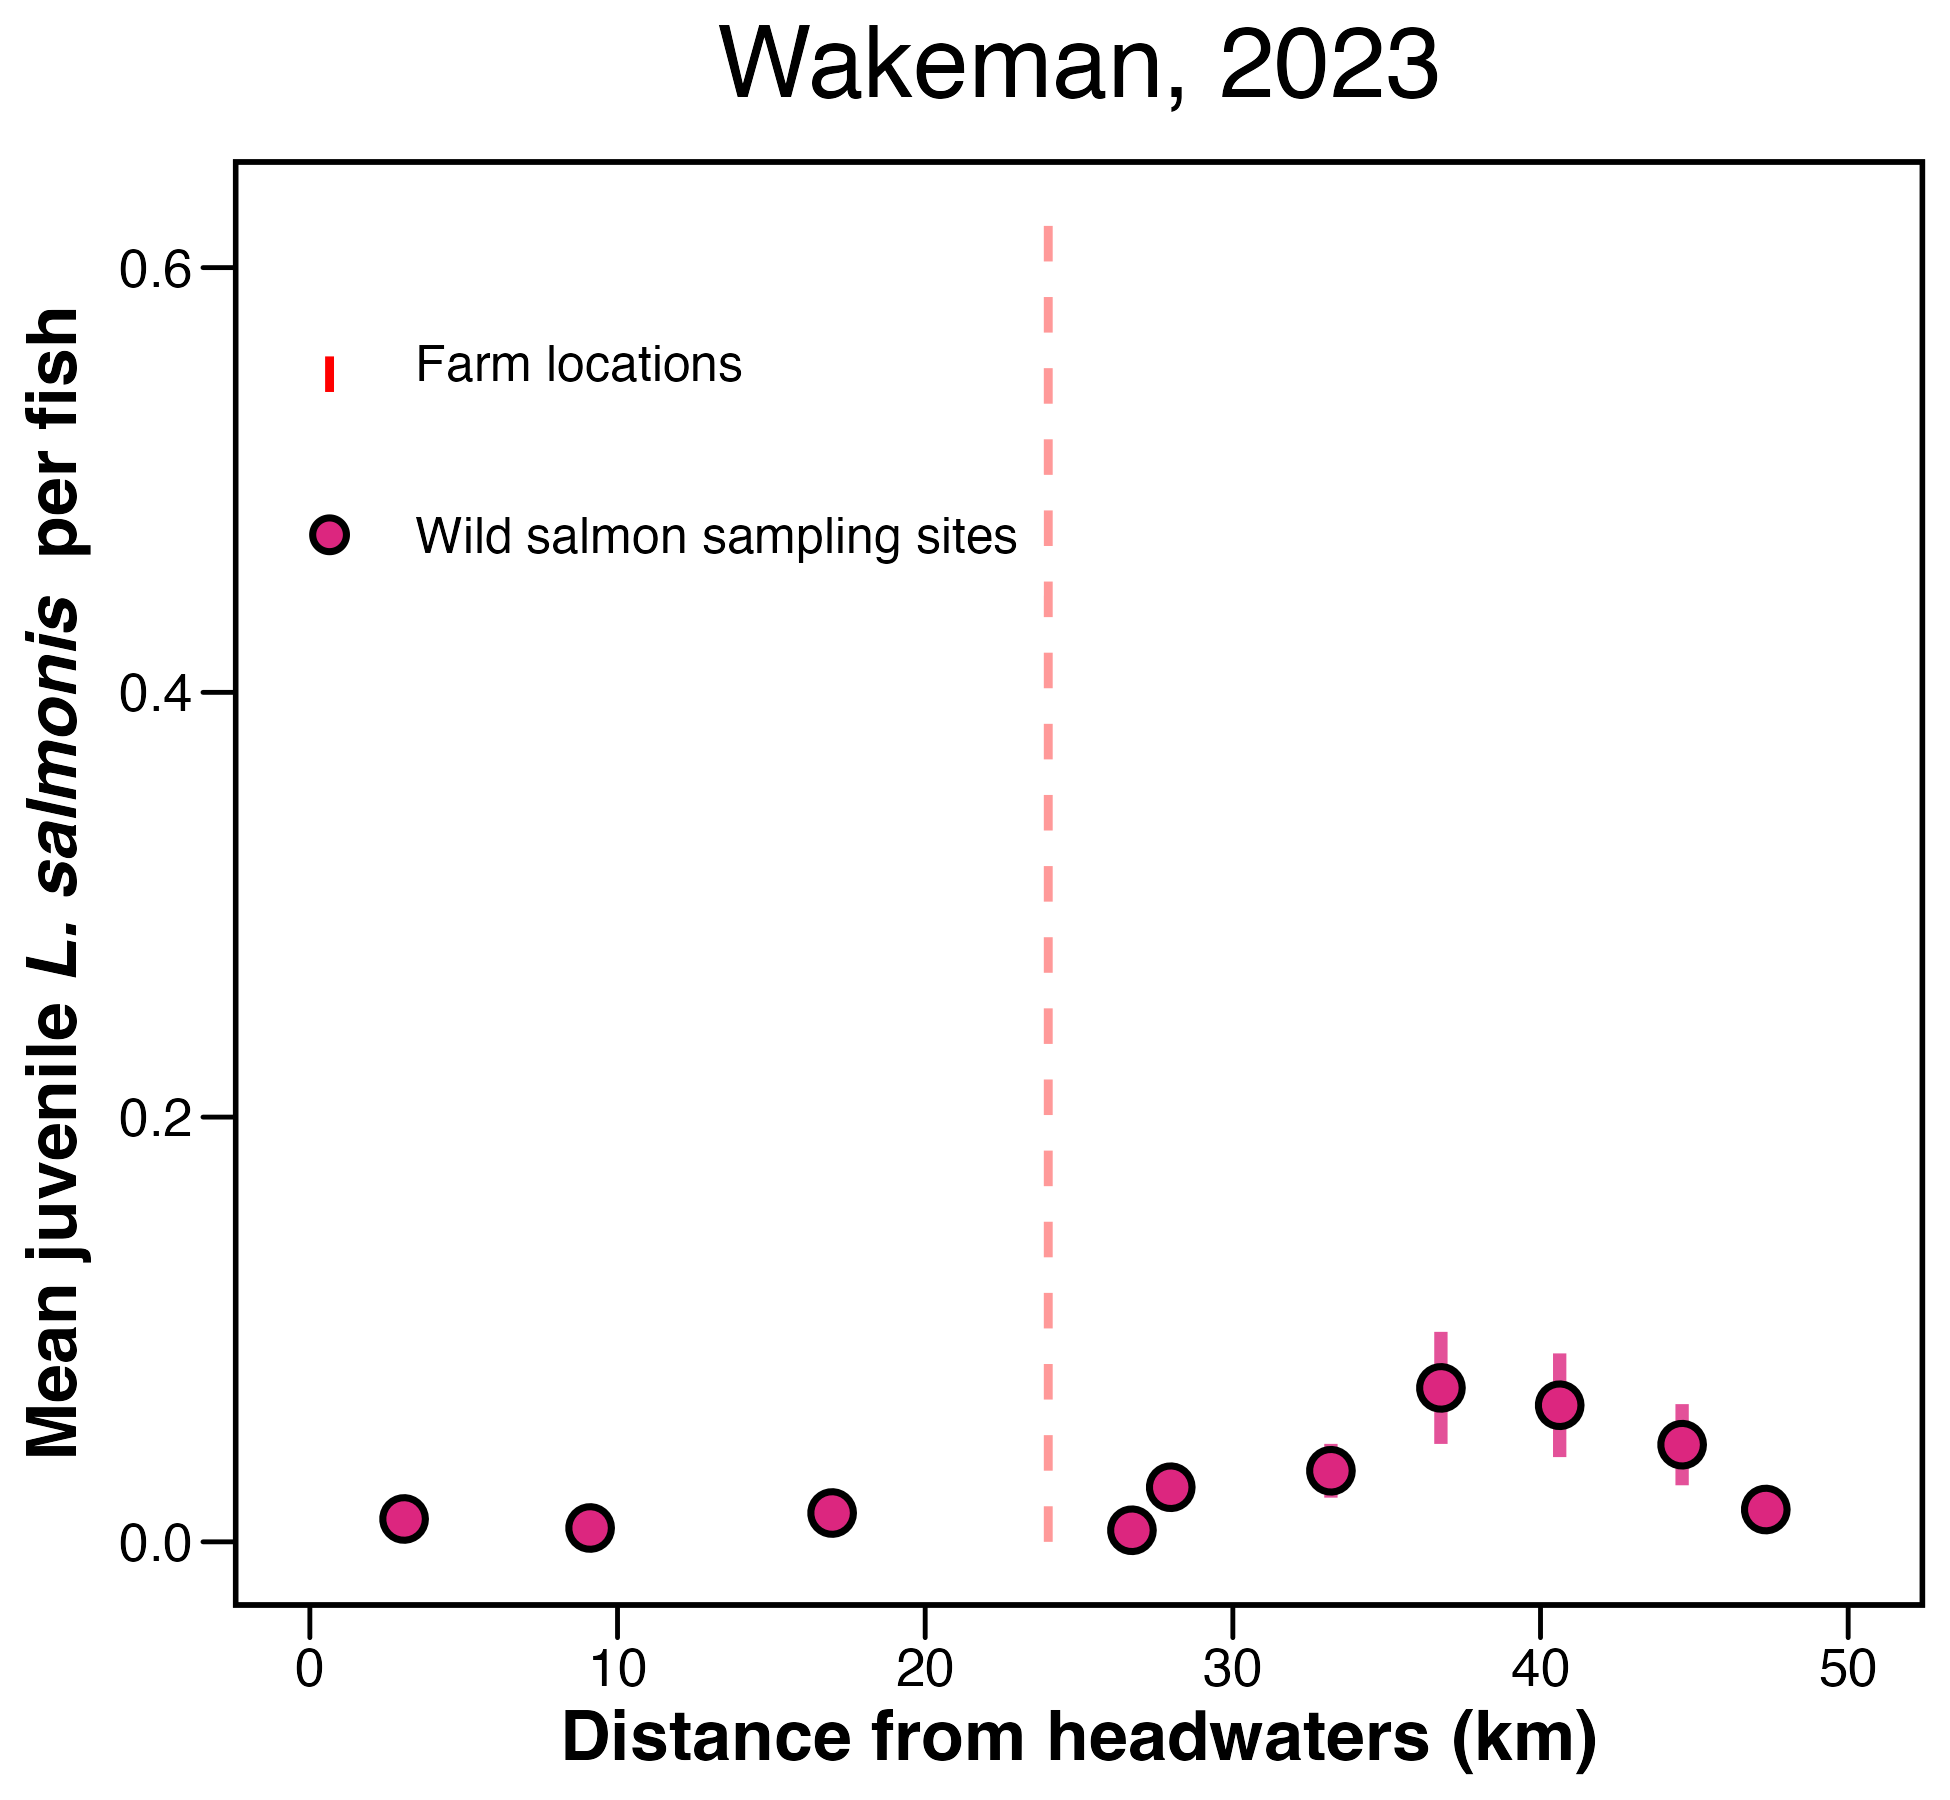 Wakeman, 2023
Mean juvenile L. salmonis per fish
0.6
0.4
0.2
0.0
Farm locations
Wild salmon sampling sites
0 10 20 30 40 50
Distance from headwaters (km)